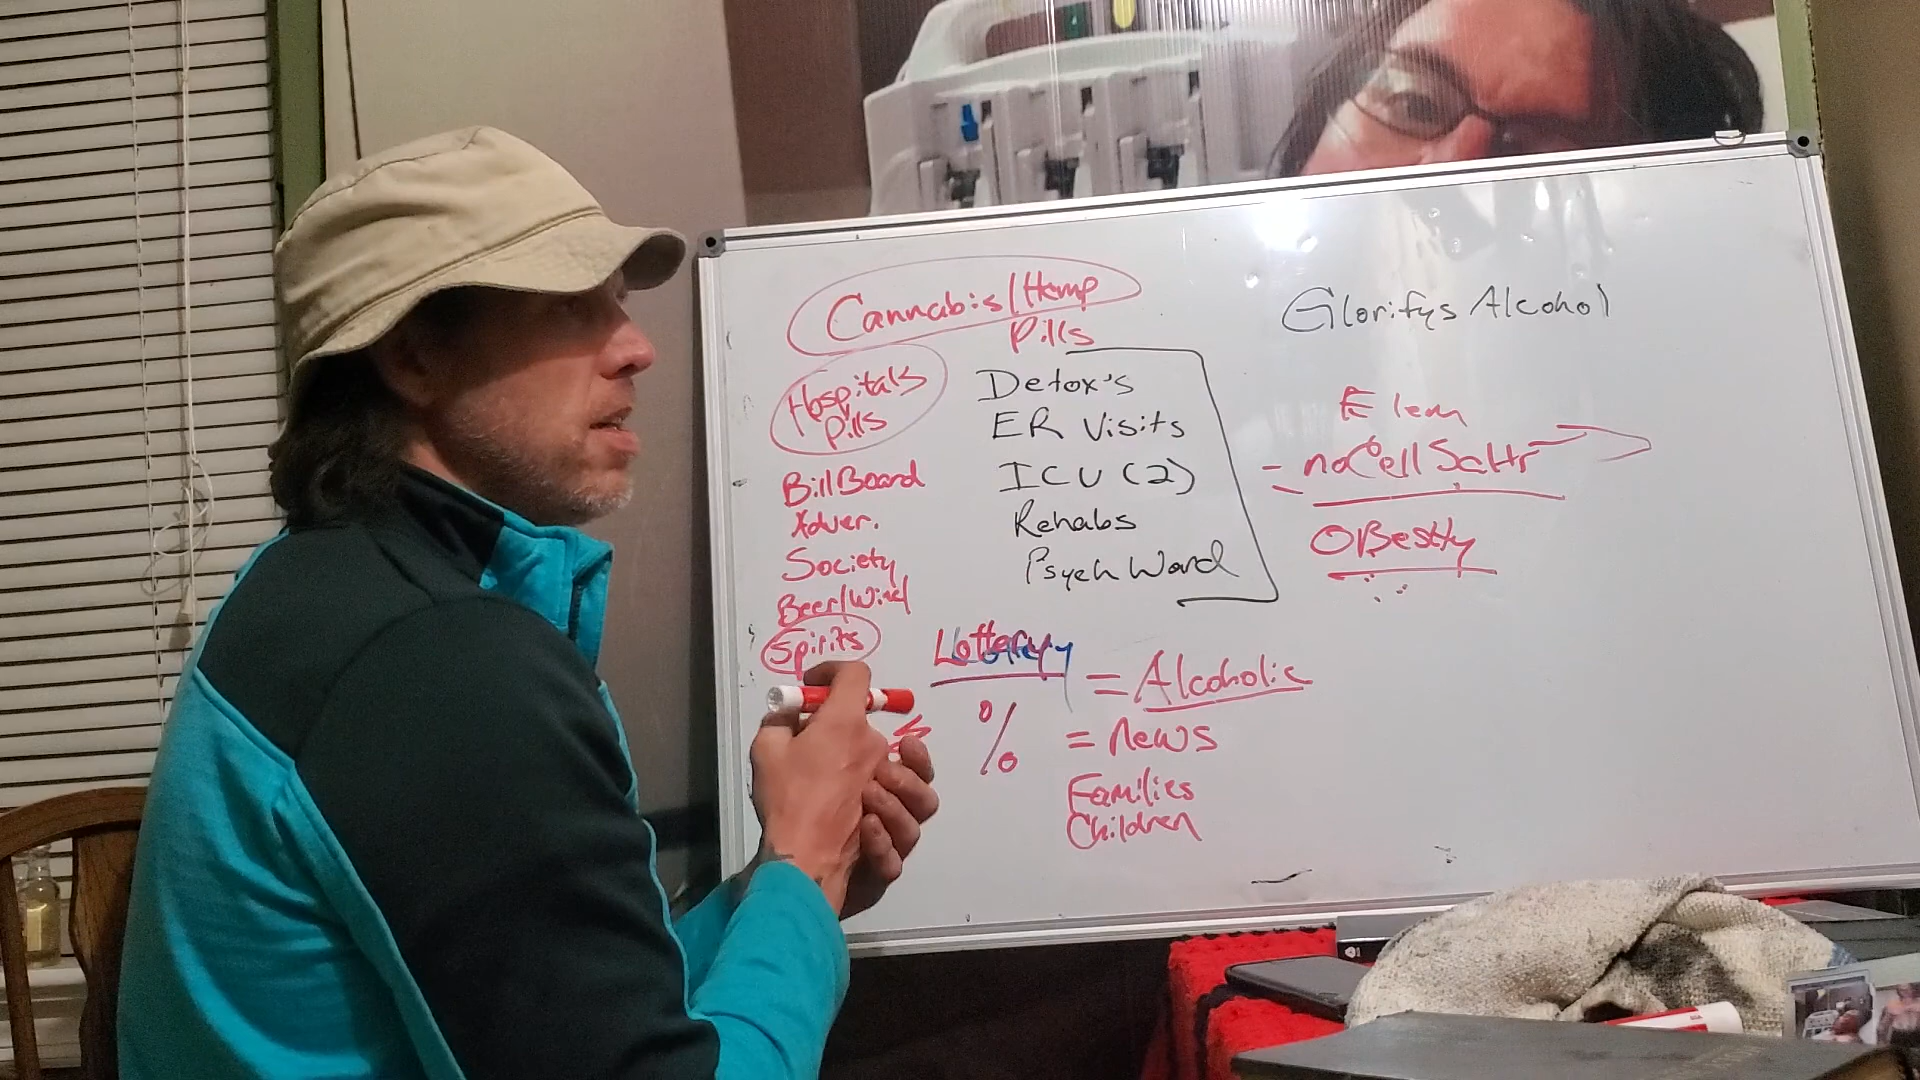 Cannabis/Hemp
Pills
Hospitals
Pills
BillBoard
Adver.
Society
Beer/Wine/
Spirits
Detox's
ER Visits
ICU (2)
Rehabs
Psych Ward
Lottery
%
= Alcoholic
= News
Families
Children
Glorifys Alcohol
Elem
OBesity